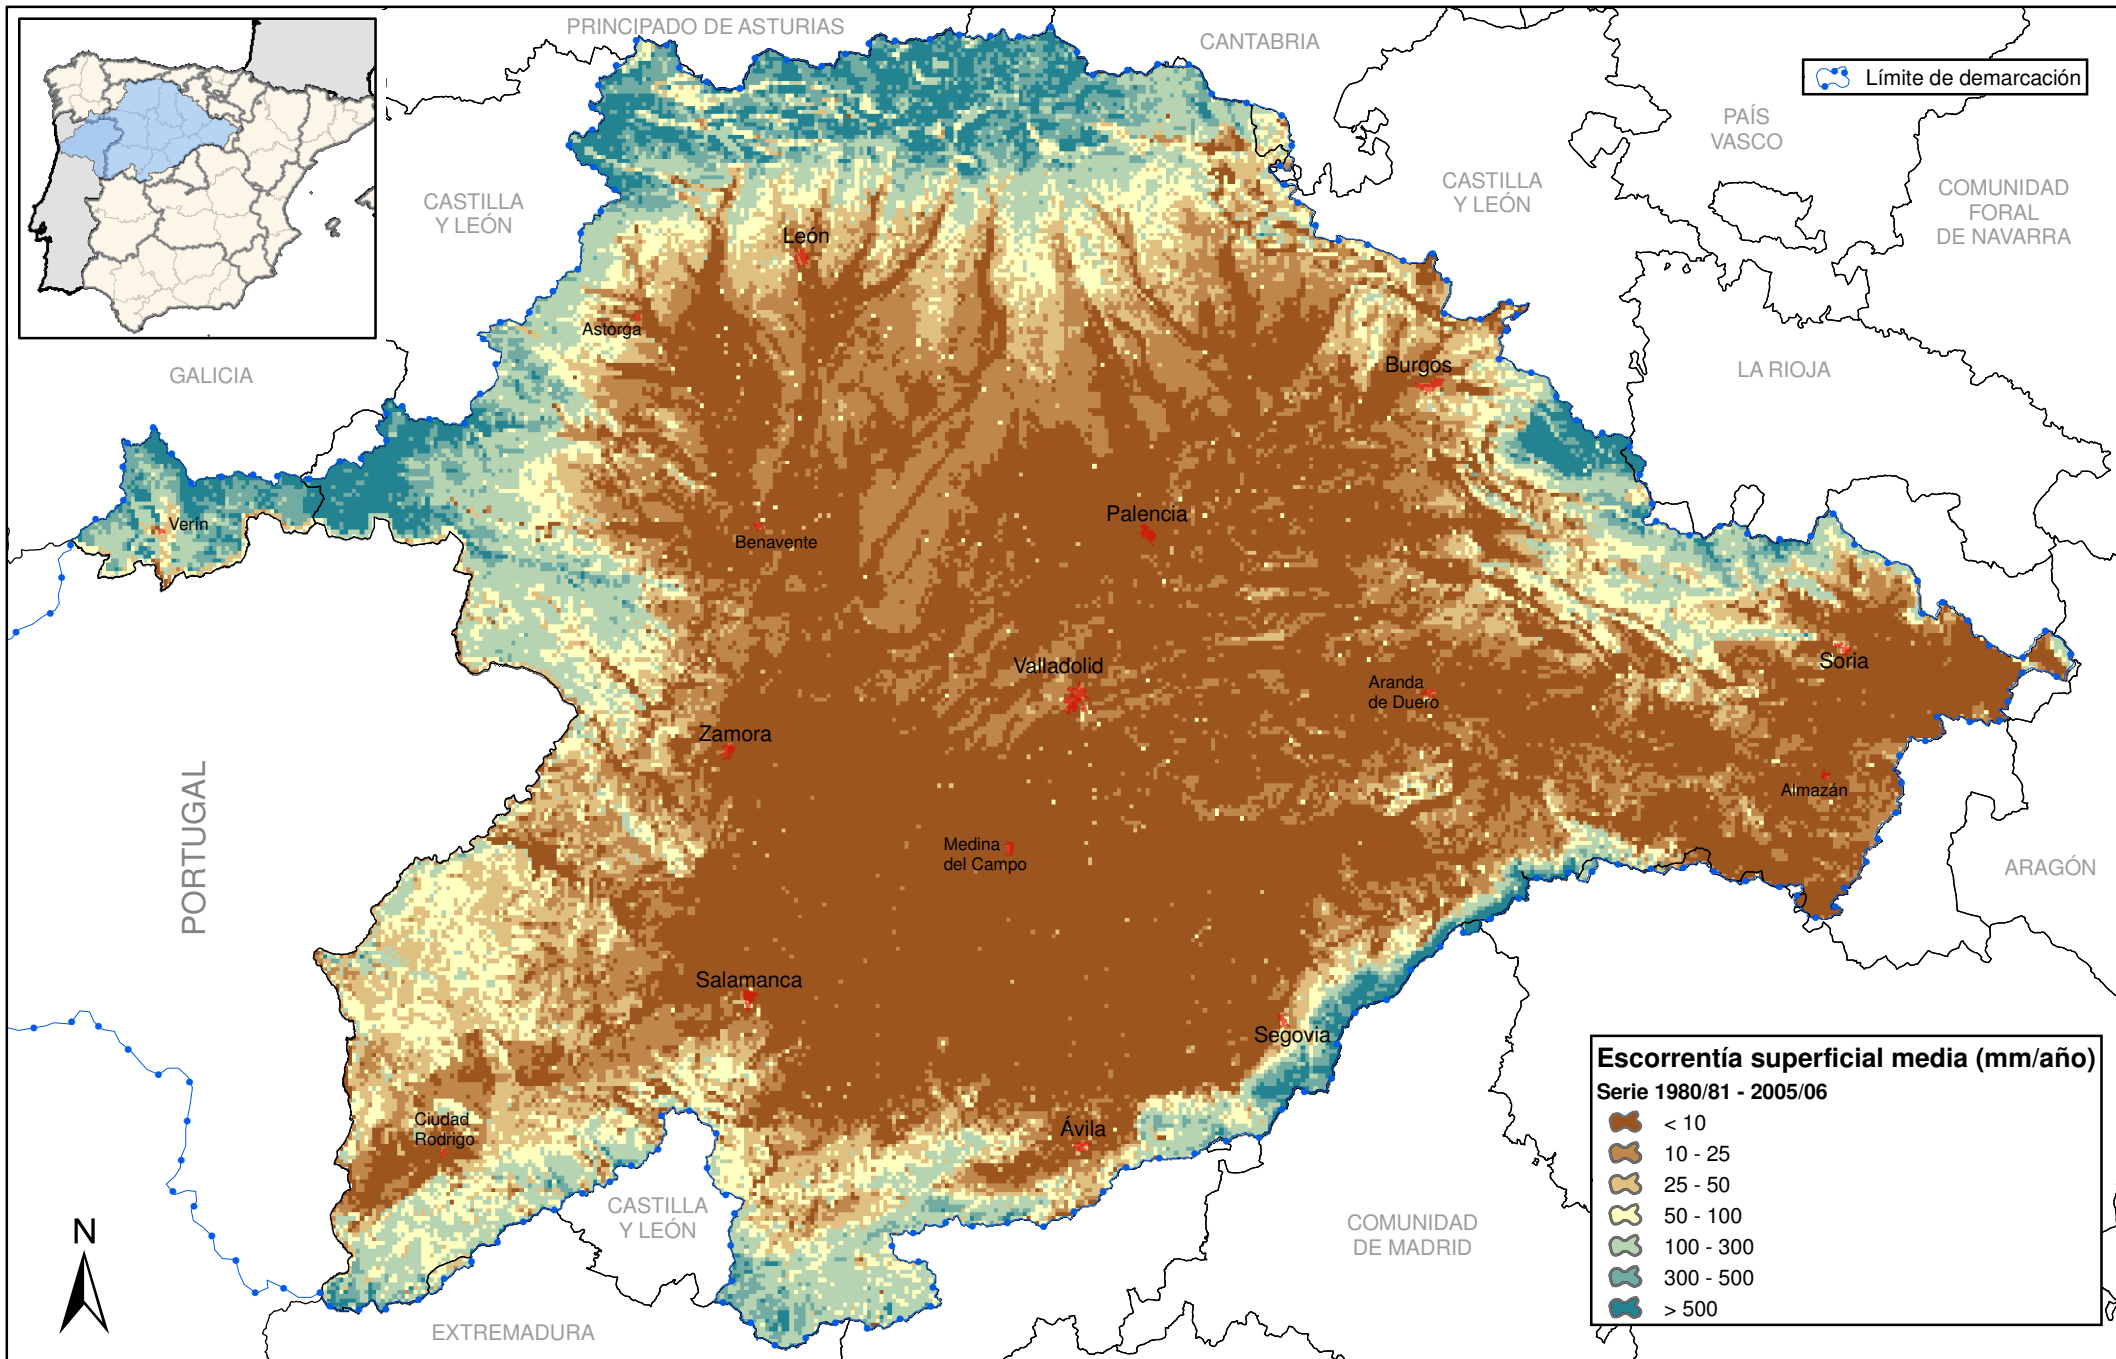 PRINCIPADO DE ASTURIAS
CANTABRIA
Límite de demarcación
PAÍS
VASCO
CASTILLA
Y LEÓN
CASTILLA
Y LEÓN
COMUNIDAD
FORAL
DE NAVARRA
León
Astorga
GALICIA
Burgos
LA RIOJA
Verín
Benavente
Palencia
Valladolid
Aranda
de Duero
Soria
Zamora
PORTUGAL
Almazán
Medina
del Campo
ARAGÓN
Salamanca
Segovia
Ciudad
Rodrigo
Ávila
CASTILLA
Y LEÓN
COMUNIDAD
DE MADRID
EXTREMADURA
N
Escorrentía superficial media (mm/año)
Serie 1980/81 - 2005/06
< 10
10 - 25
25 - 50
50 - 100
100 - 300
300 - 500
> 500